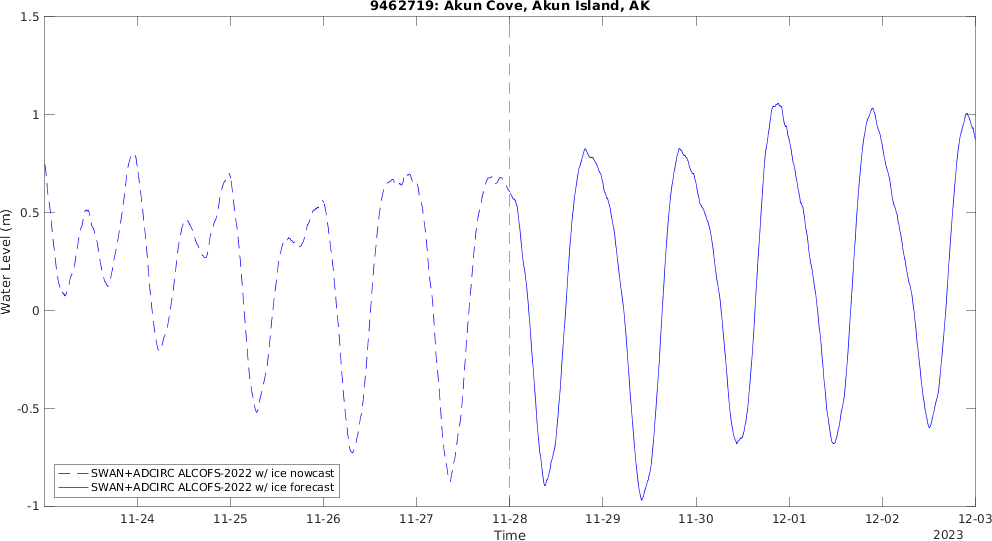 9462719: Akun Cove, Akun Island, AK
Water Level (m)
1.5
1
0.5
0
-0.5
-1
SWAN+ADCIRC ALCOFS-2022 w/ ice nowcast
SWAN+ADCIRC ALCOFS-2022 w/ ice forecast
11-24 11-25 11-26 11-27 11-28 11-29 11-30 12-01 12-02 12-03
Time
2023